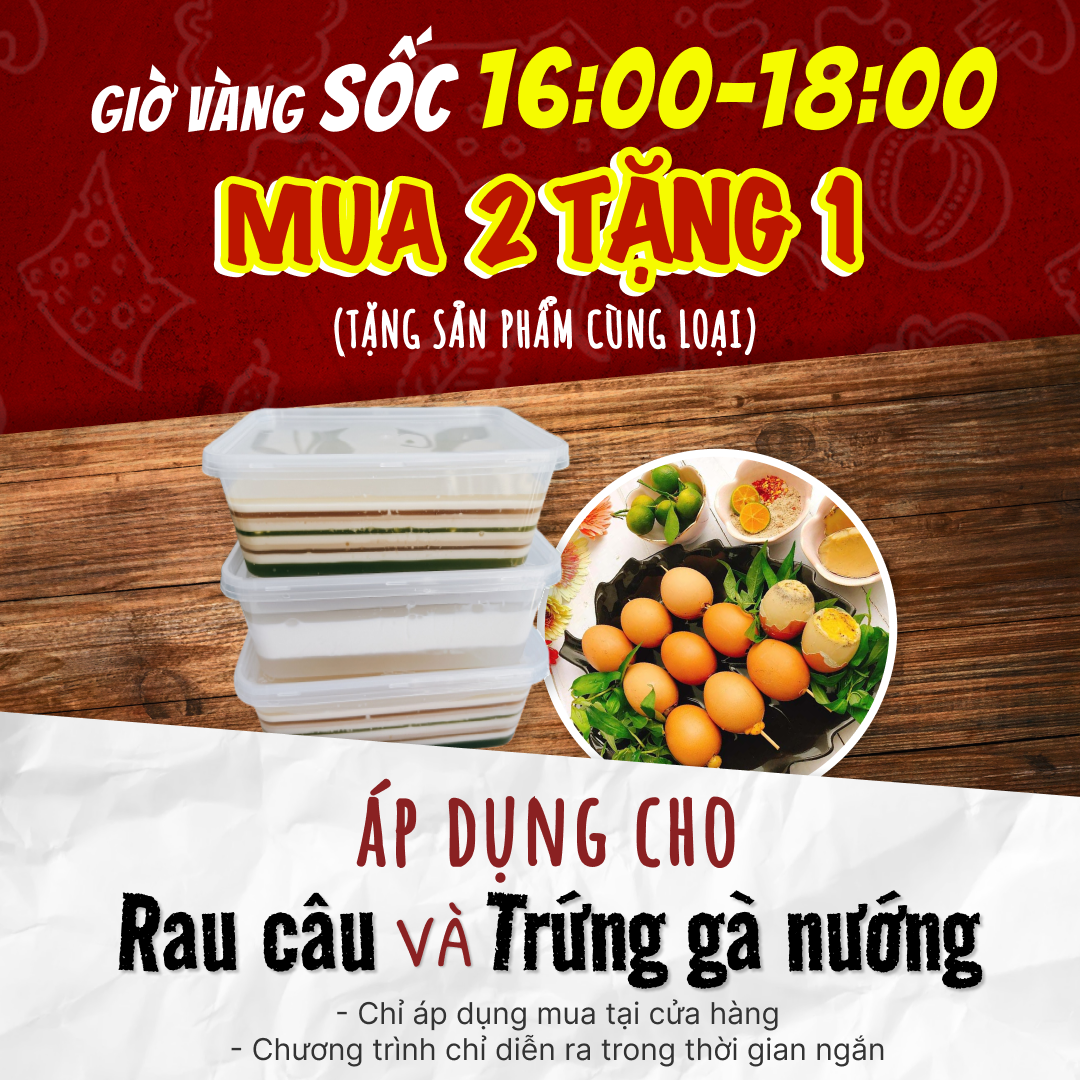 GIỜ VÀNG SỐC 16:00-18:00
MUA 2 TẶNG 1
(TẶNG SẢN PHẨM CÙNG LOẠI)
ÁP DỤNG CHO
Rau câu VÀ Trứng gà nướng
- Chỉ áp dụng mua tại cửa hàng
- Chương trình chỉ diễn ra trong thời gian ngắn